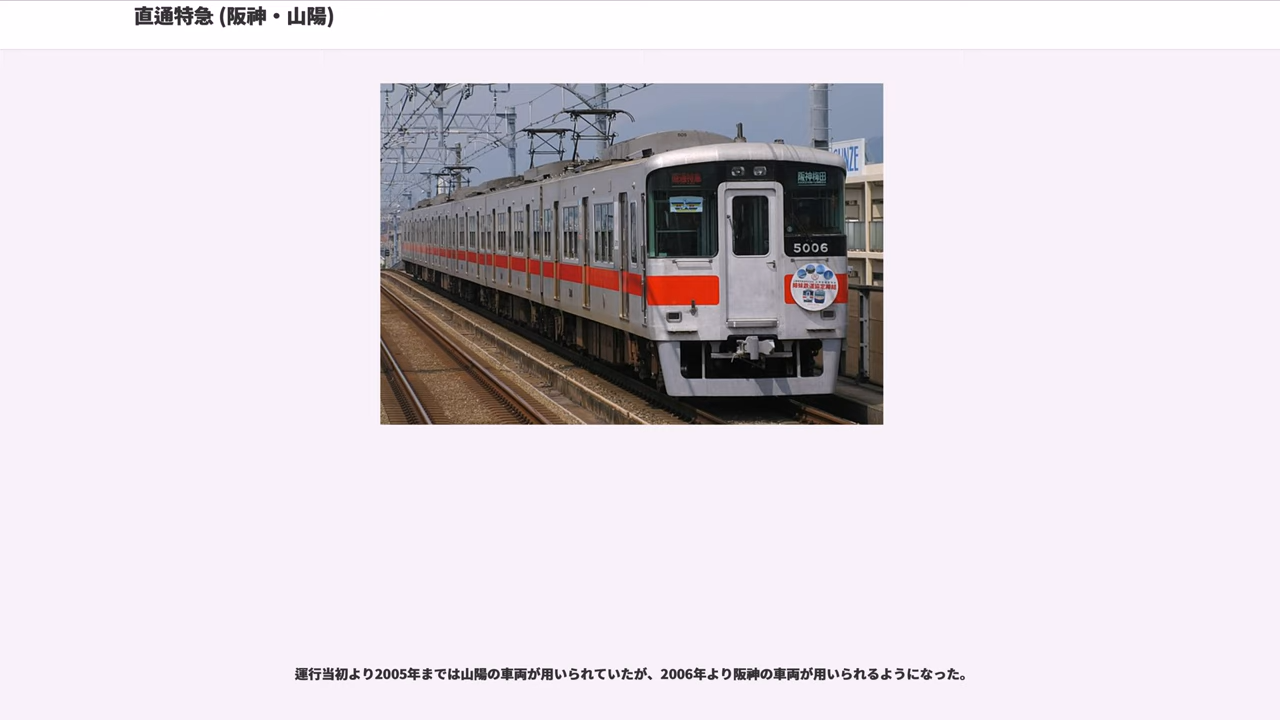 直通特急 (阪神・山陽)
阪神梅田
5006
運行当初より2005年までは山陽の車両が用いられていたが、2006年より阪神の車両が用いられるようになった。